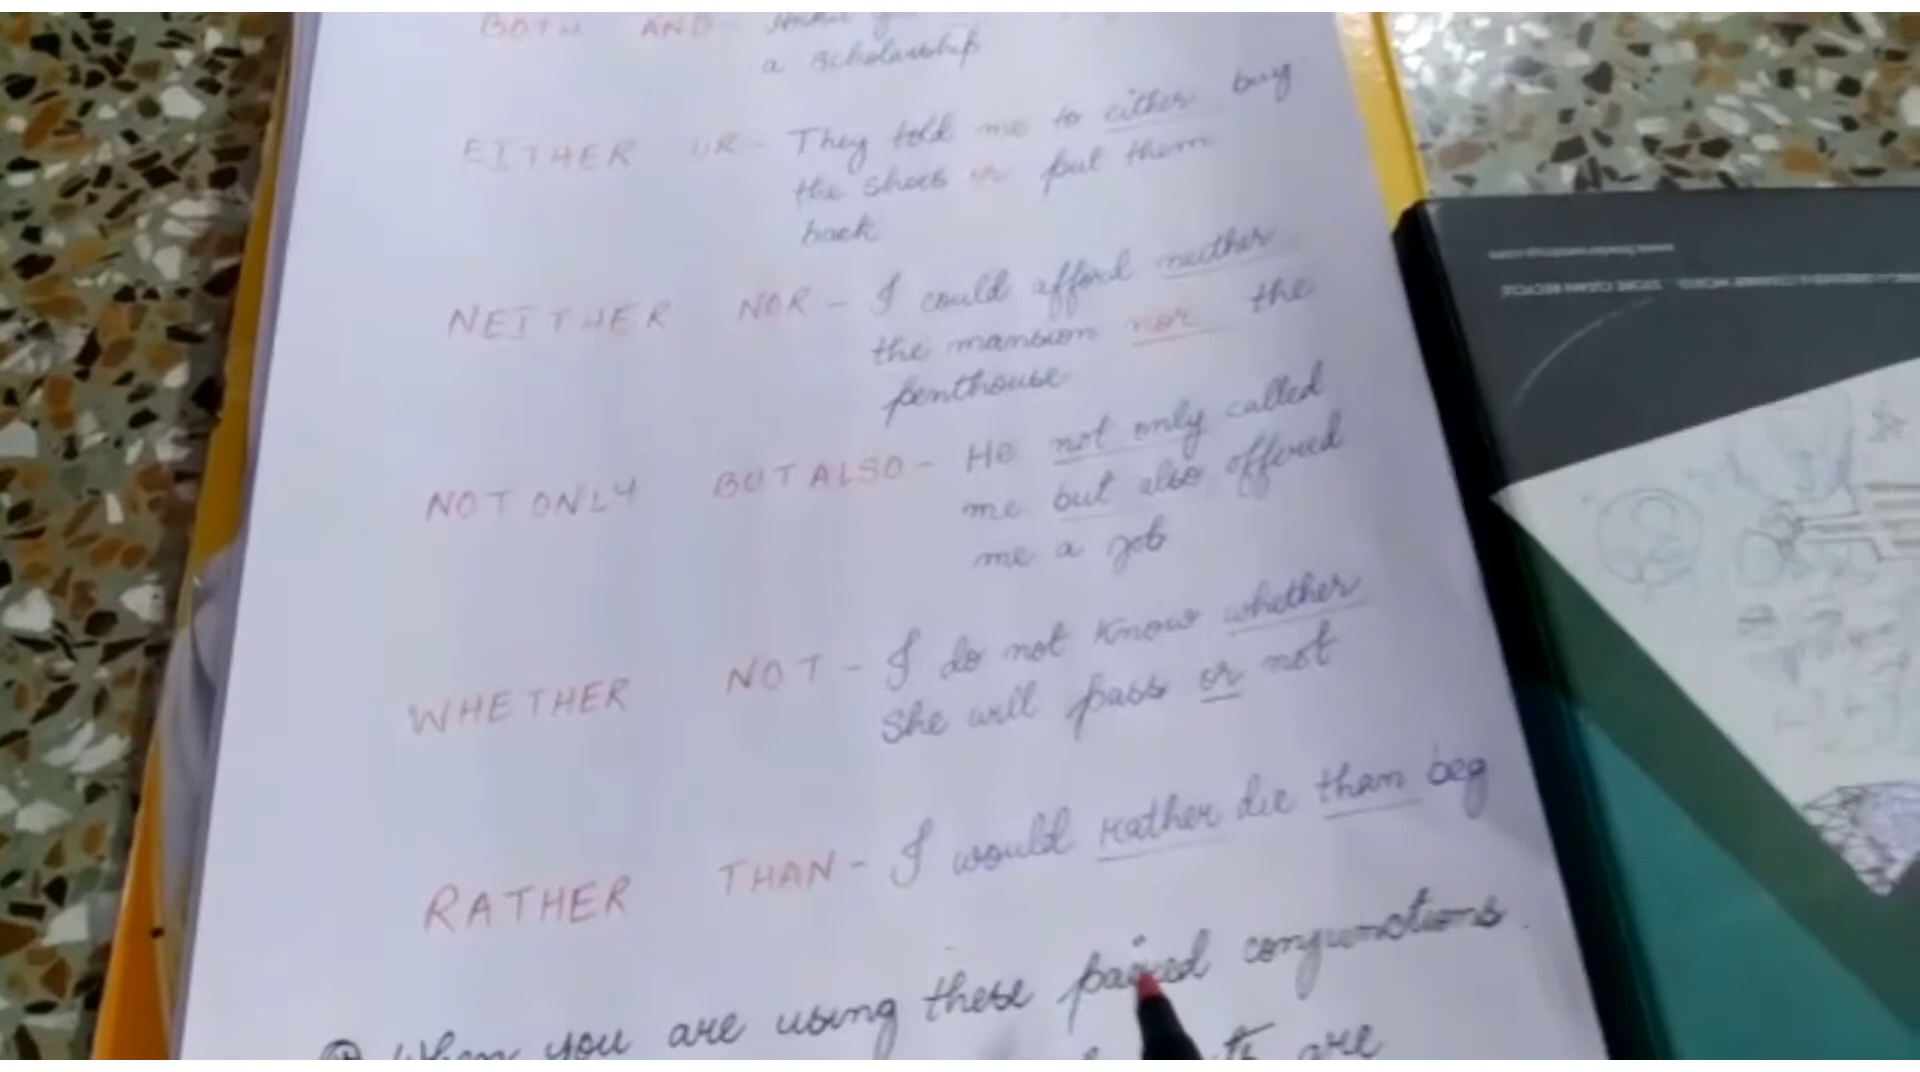 BOTH AND -
a scholarship
EITHER OR - They told me to either buy
the shoes or put them
back
NEITHER NOR - I could afford neither
the mansion nor the
penthouse
NOT ONLY BUT ALSO - He not only called
me but also offered
me a job
WHETHER NOT - I do not know whether
She will pass or not
RATHER THAN - I would rather die than beg
When you are using these paired conjunctions.
are